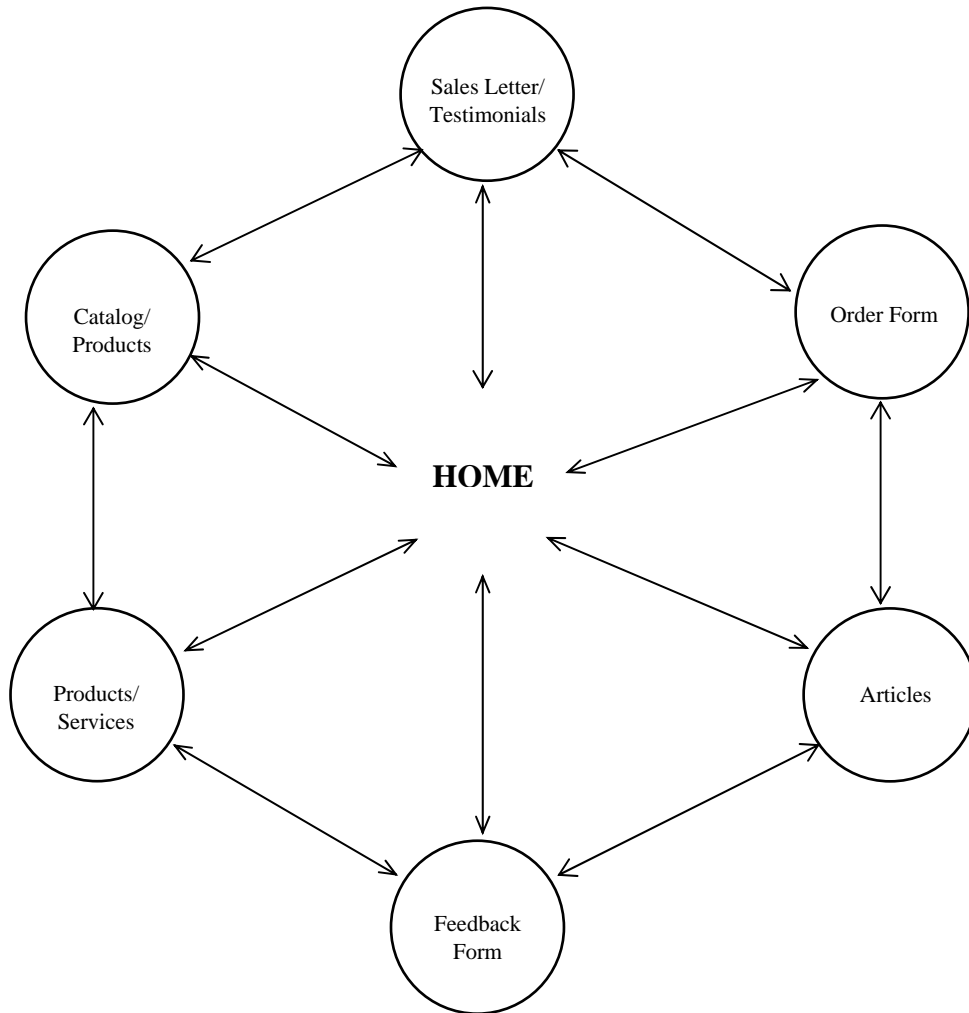 Sales Letter/
Testimonials
Catalog/
Products
Order Form
HOME
Products/
Services
Articles
Feedback
Form